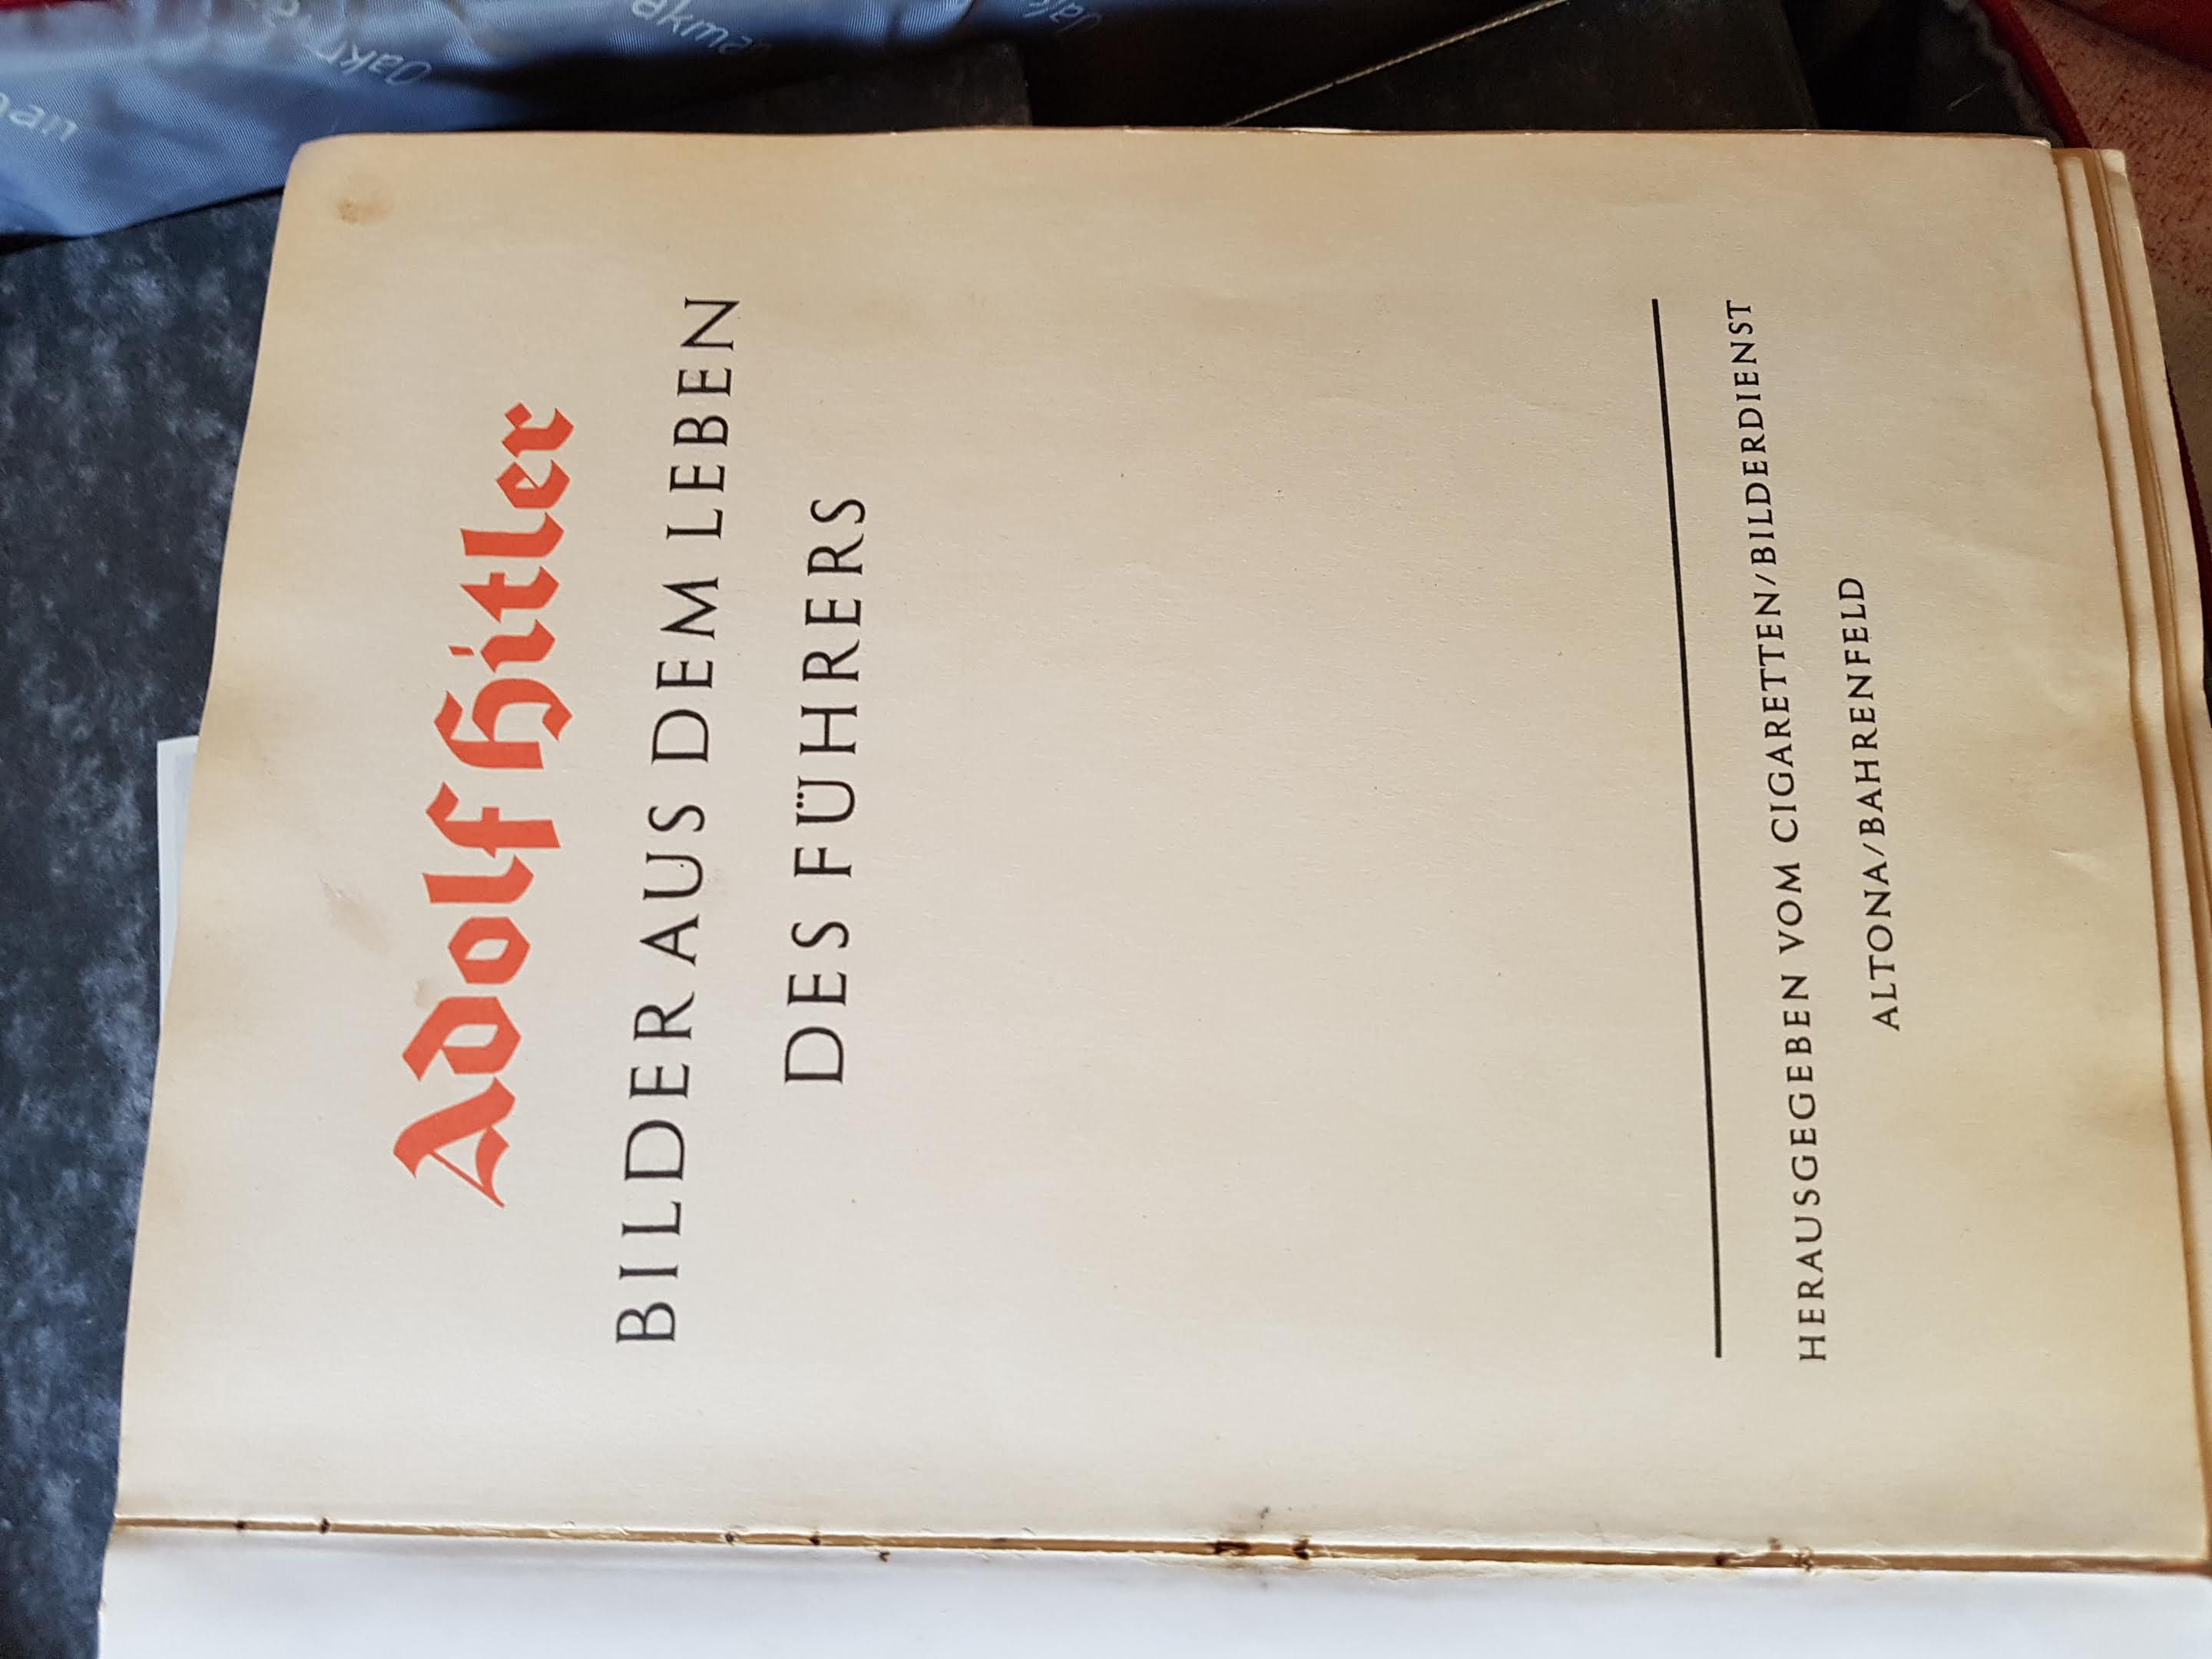 Adolf Hitler
BILDER AUS DEM LEBEN
DES FÜHRERS
HERAUSGEGEBEN VOM CIGARETTEN/BILDERDIENST
ALTONA/BAHRENFELD